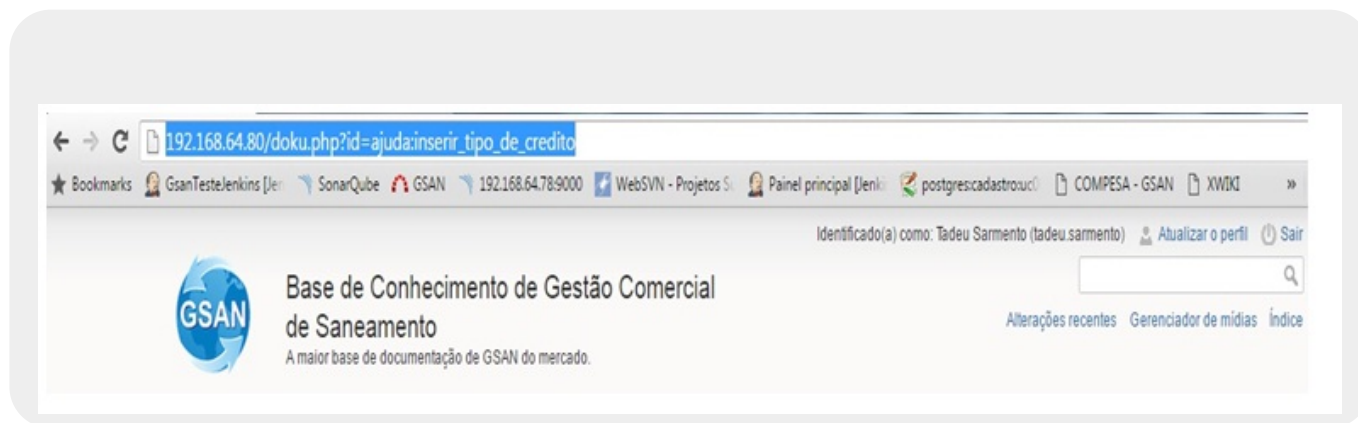 192.168.64.80/doku.php?id=ajuda:inserir_tipo_de_credito
Bookmarks GsanTesteJenkins [Jen SonarQube GSAN 192.168.64.78:9000 WebSVN - Projetos S Painel principal [Jenki postgres:cadastro:uc0 COMPESA - GSAN XWIKI »
Identificado(a) como: Tadeu Sarmento (tadeu.sarmento) Atualizar o perfil Sair
GSAN
Base de Conhecimento de Gestão Comercial
de Saneamento
A maior base de documentação de GSAN do mercado.
Alterações recentes Gerenciador de mídias Índice